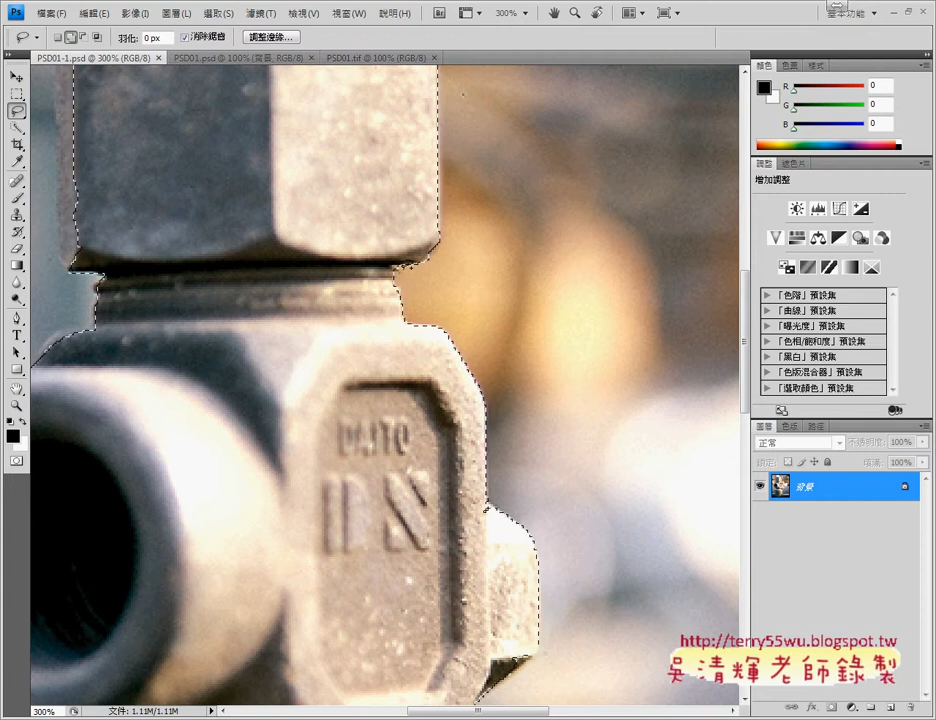 Ps 檔案(F) 編輯(E) 影像(I) 圖層(L) 選取(S) 濾鏡(T) 檢視(V) 視窗(W) 說明(H) Br 300% 基本功能
羽化: 0 px 消除鋸齒 調整邊緣...
PSD01-1.psd @ 300% (RGB/8) PSD01.psd @ 100% (背景, RGB/8) PSD01.tif @ 100% (RGB/8)
顏色 色票 樣式
R 0
G 0
B 0
調整 遮色片
增加調整
「色階」預設集
「曲線」預設集
「曝光度」預設集
「色相/飽和度」預設集
「黑白」預設集
「色版混合器」預設集
「選取顏色」預設集
圖層 色版 路徑
正常 不透明度: 100%
鎖定: 填滿: 100%
背景
DN
http://terry55wu.blogspot.tw
吳清輝老師錄製
300% 文件: 1.11M/1.11M